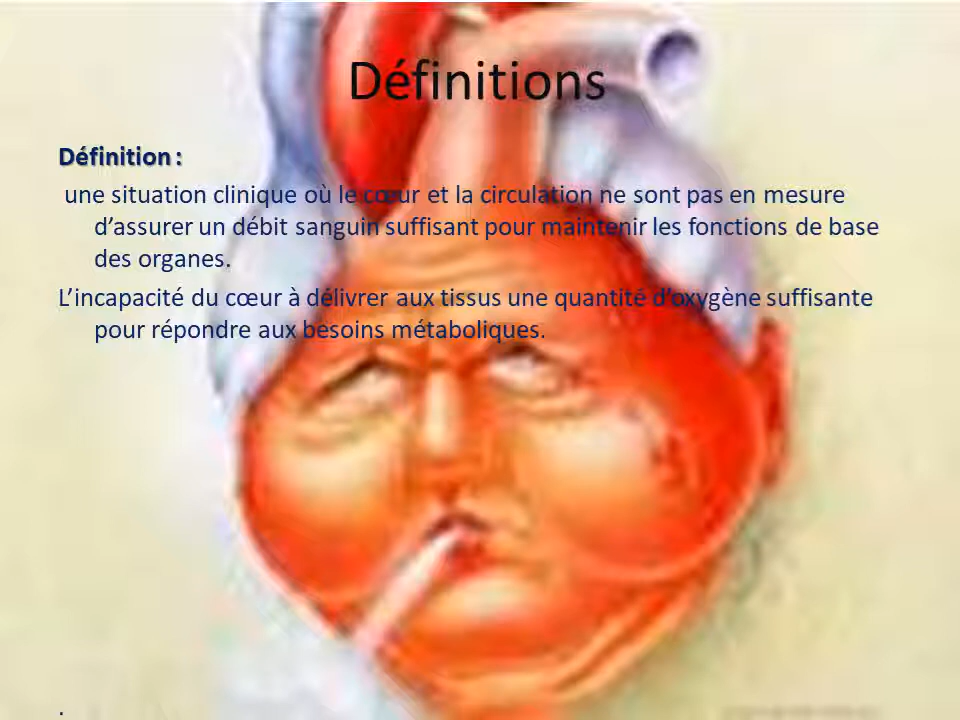 Définitions
Définition :
une situation clinique où le cœur et la circulation ne sont pas en mesure
d’assurer un débit sanguin suffisant pour maintenir les fonctions de base
des organes.
L’incapacité du cœur à délivrer aux tissus une quantité d’oxygène suffisante
pour répondre aux besoins métaboliques.
.